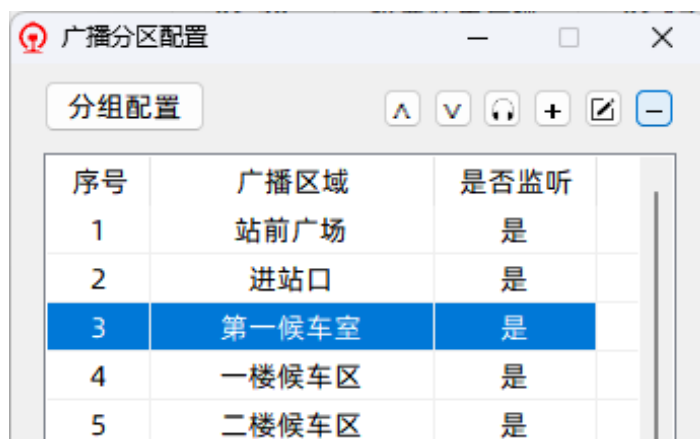 广播分区配置
分组配置
序号 广播区域 是否监听
1 站前广场 是
2 进站口 是
3 第一候车室 是
4 一楼候车区 是
5 二楼候车区 是